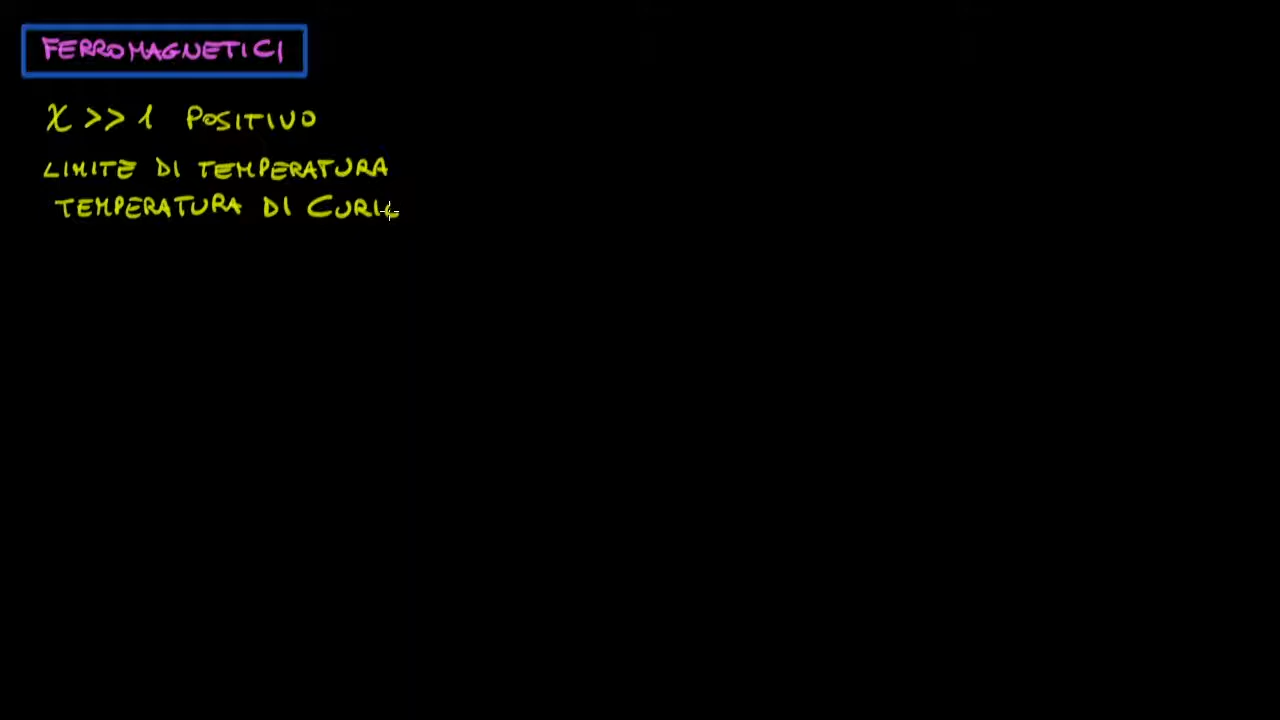 FERROMAGNETICI
χ >> 1 POSITIVO
LIMITE DI TEMPERATURA
TEMPERATURA DI CURIE